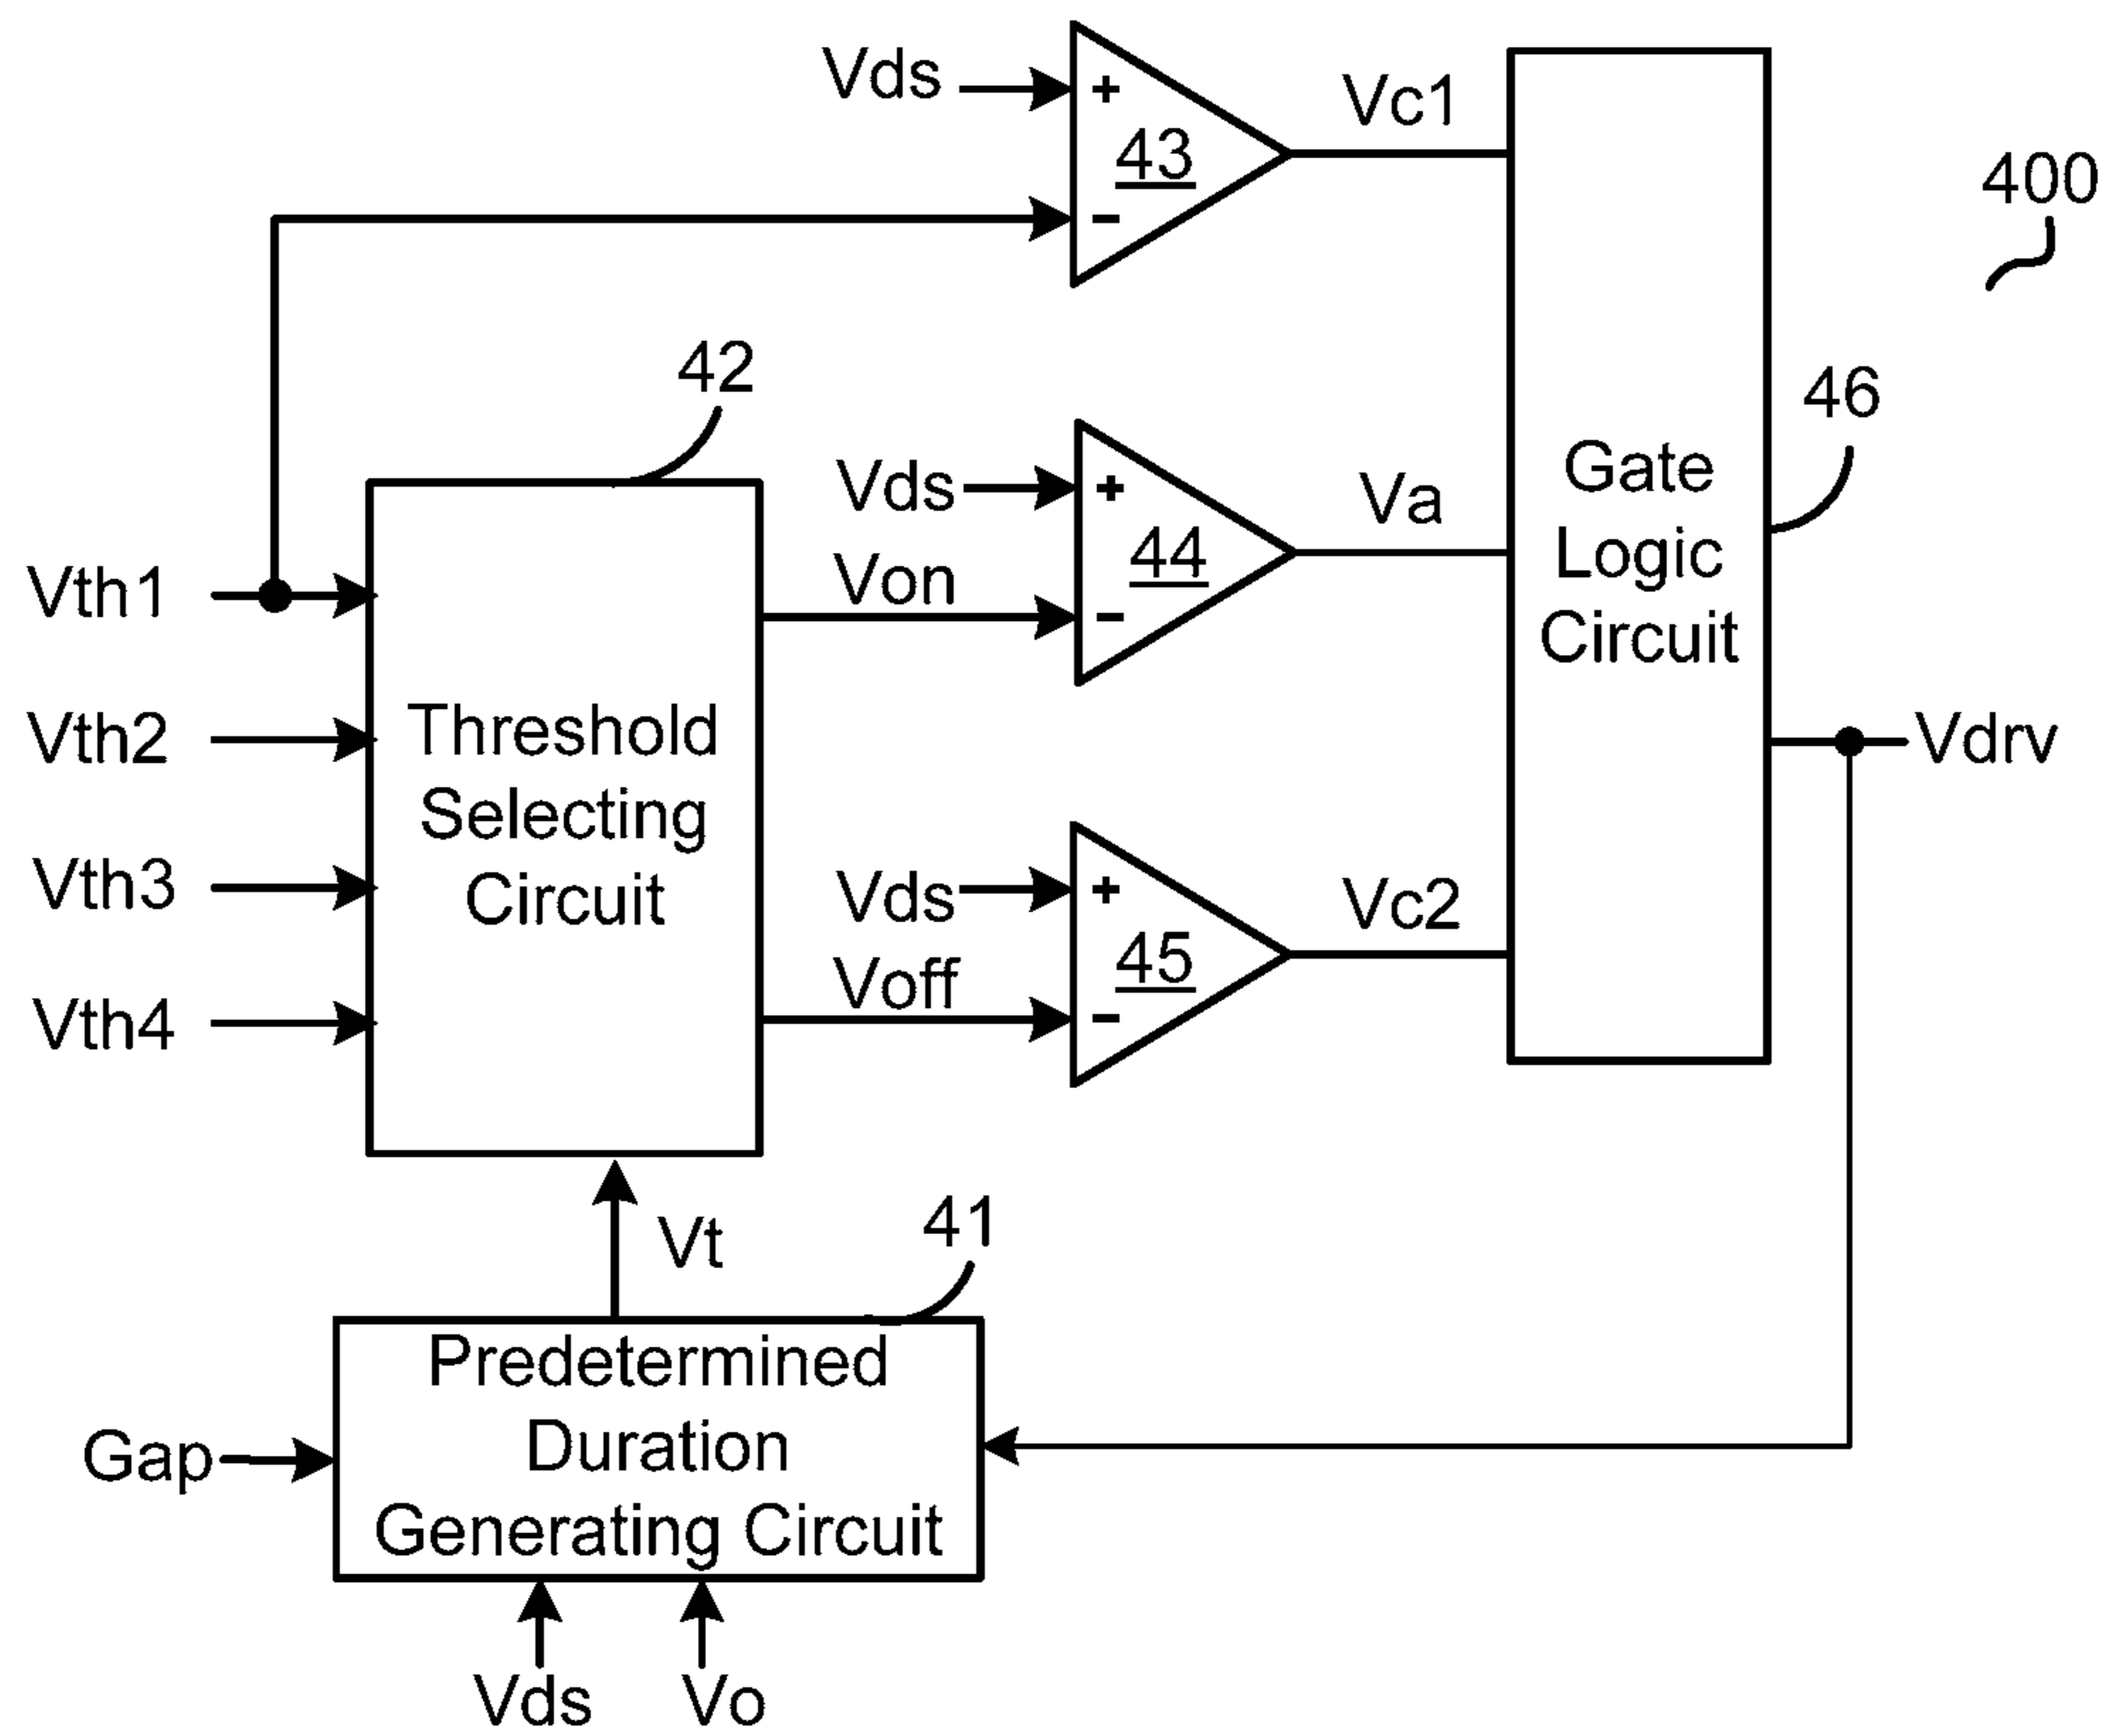 Vds
+
43
-
Vc1
400
42
46
Vds
+
44
Von
-
Va
Gate
Logic
Circuit
Vth1
Vth2
Vth3
Vth4
Threshold
Selecting
Circuit
Vdrv
Vds
+
45
Voff
-
Vc2
Vt
41
Predetermined
Duration
Generating Circuit
Gap
Vds
Vo